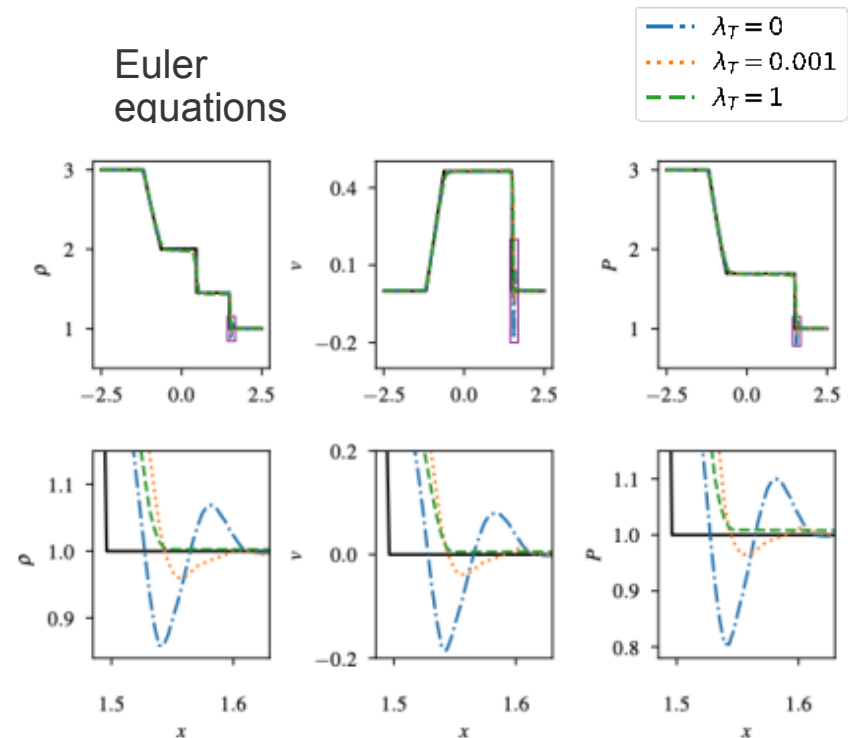 Euler
equations
λ_T = 0
λ_T = 0.001
λ_T = 1
3
2
1
ρ
−2.5 0.0 2.5
0.4
0.1
−0.2
v
−2.5 0.0 2.5
3
2
1
P
−2.5 0.0 2.5
1.1
1.0
0.9
ρ
1.5 1.6
x
0.2
0.0
−0.2
v
1.5 1.6
x
1.1
1.0
0.9
0.8
P
1.5 1.6
x